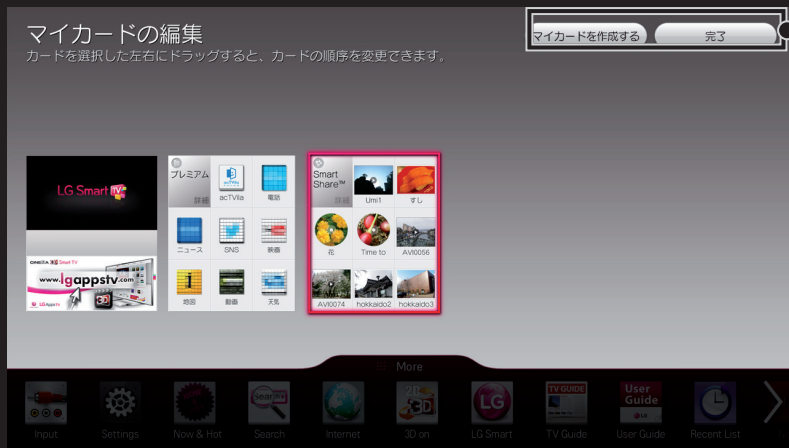 マイカードの編集
カードを選択した左右にドラッグすると、カードの順序を変更できます。
マイカードを作成する
完了
LG Smart TV
www.lgappstv.com
3D
プレミアム
詳細
acTVila
電話
ニュース
SNS
映画
地図
動画
天気
Smart
Share™
詳細
Umi1
すし
花
Time to
AVI0056
AVI0074
hokkaido2
hokkaido3
More
Input
Settings
Now & Hot
Search
Internet
3D on
LG Smart
TV GUIDE
TV Guide
User
Guide
LG
User Guide
Recent List